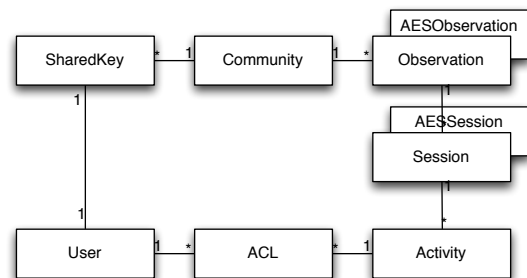 AESObservation
SharedKey * 1 Community 1 * Observation
1 1
AESSession
Session
1
1 *
User 1 * ACL * 1 Activity